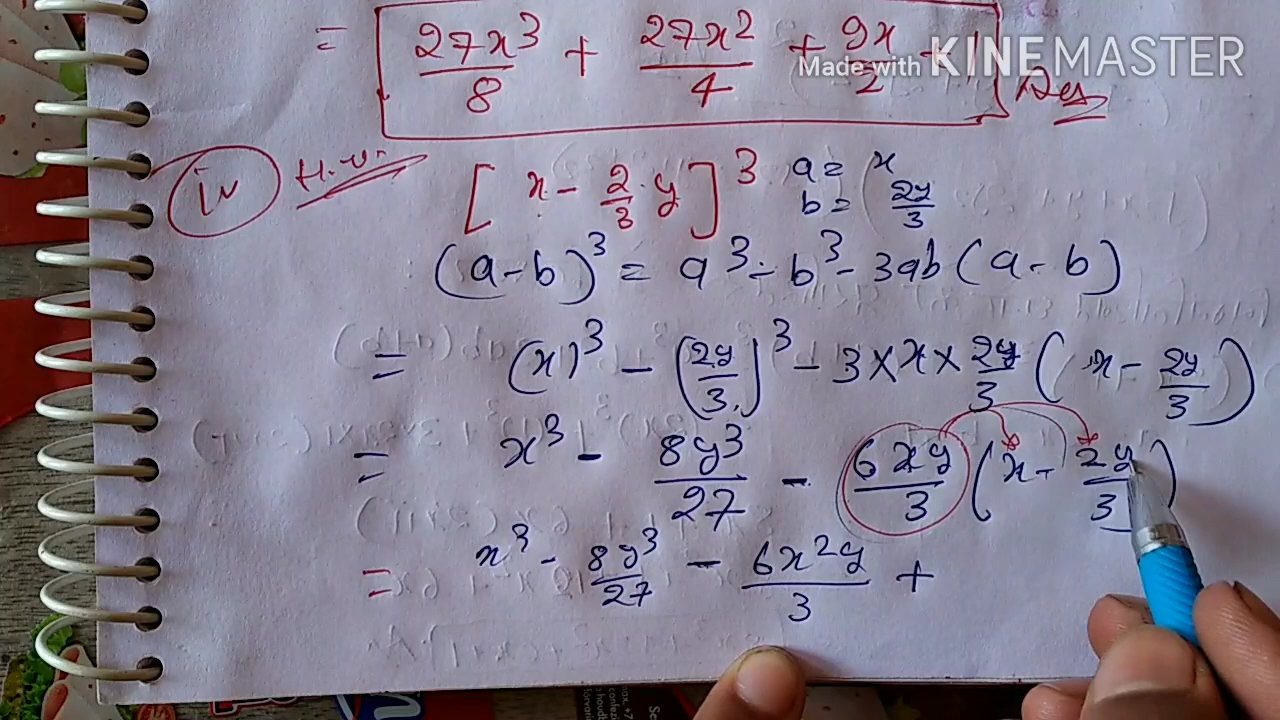 = 27x³/8 + 27x²/4 + 9x/2 + 1
Made with KINEMASTER
iv H.W. [x - 2/3 y]³ a = x
b = 2y/3
(a-b)³ = a³ - b³ - 3ab(a-b)
= (x)³ - (2y/3)³ - 3×x×2y/3 (x - 2y/3)
= x³ - 8y³/27 - 6xy/3 (x - 2y/3)
= x³ - 8y³/27 - 6x²y/3 +